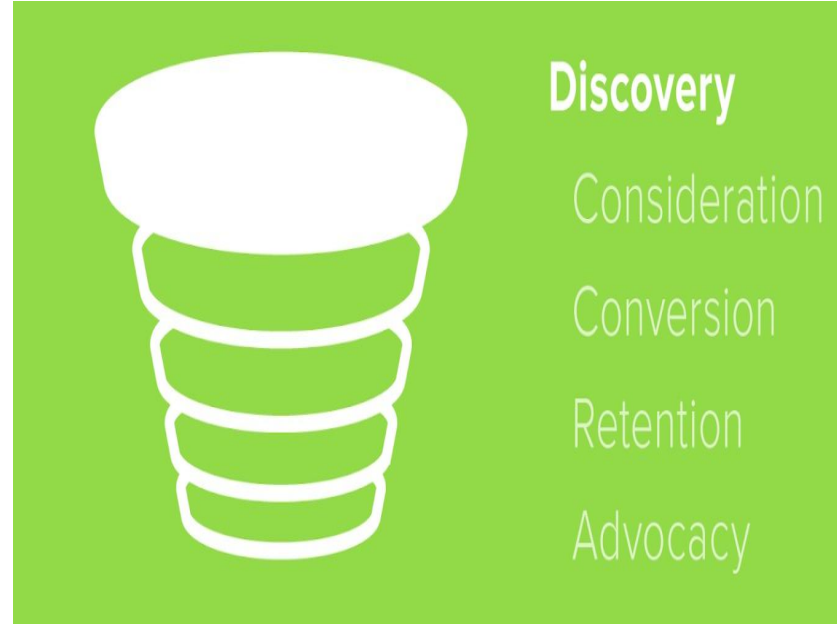 Discovery
Consideration
Conversion
Retention
Advocacy